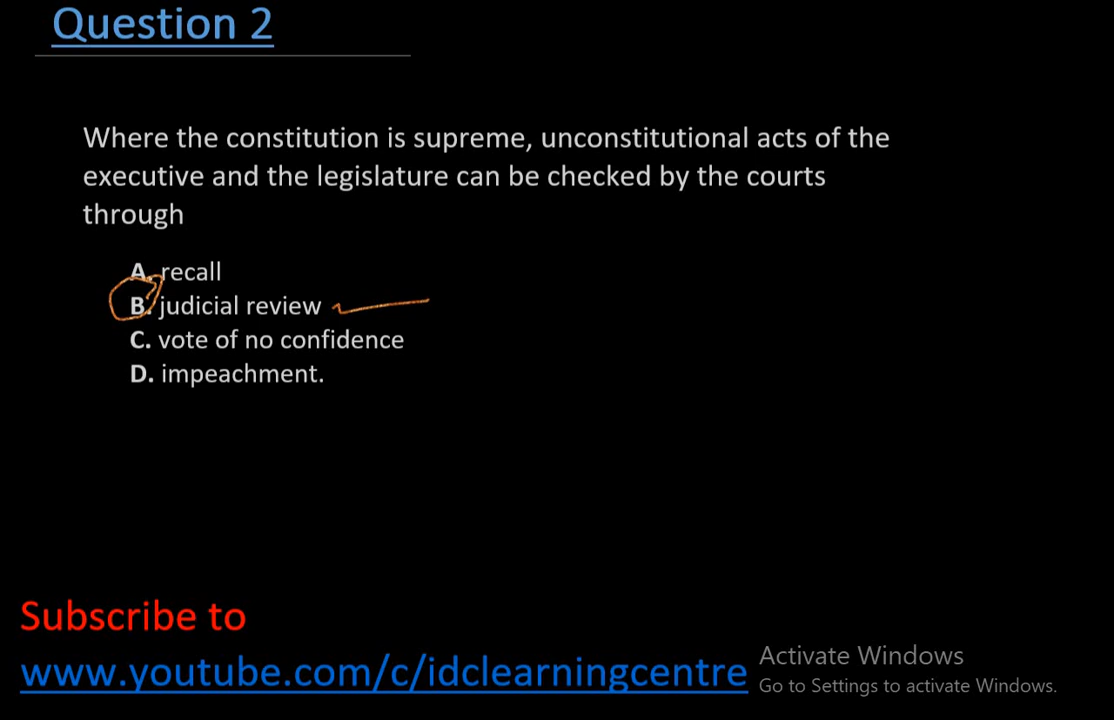 Question 2
Where the constitution is supreme, unconstitutional acts of the
executive and the legislature can be checked by the courts
through
A. recall
B. judicial review
C. vote of no confidence
D. impeachment.
Subscribe to
www.youtube.com/c/idclearningcentre
Activate Windows
Go to Settings to activate Windows.